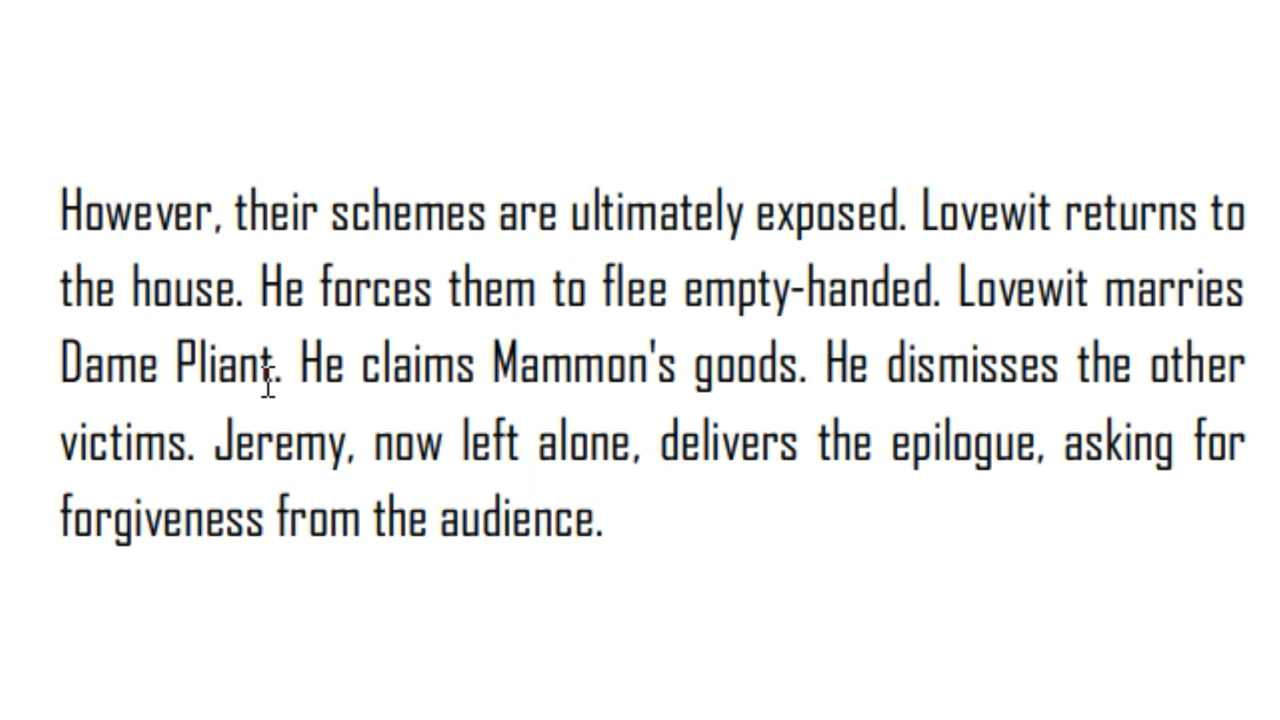 However, their schemes are ultimately exposed. Lovewit returns to
the house. He forces them to flee empty-handed. Lovewit marries
Dame Pliant. He claims Mammon's goods. He dismisses the other
victims. Jeremy, now left alone, delivers the epilogue, asking for
forgiveness from the audience.